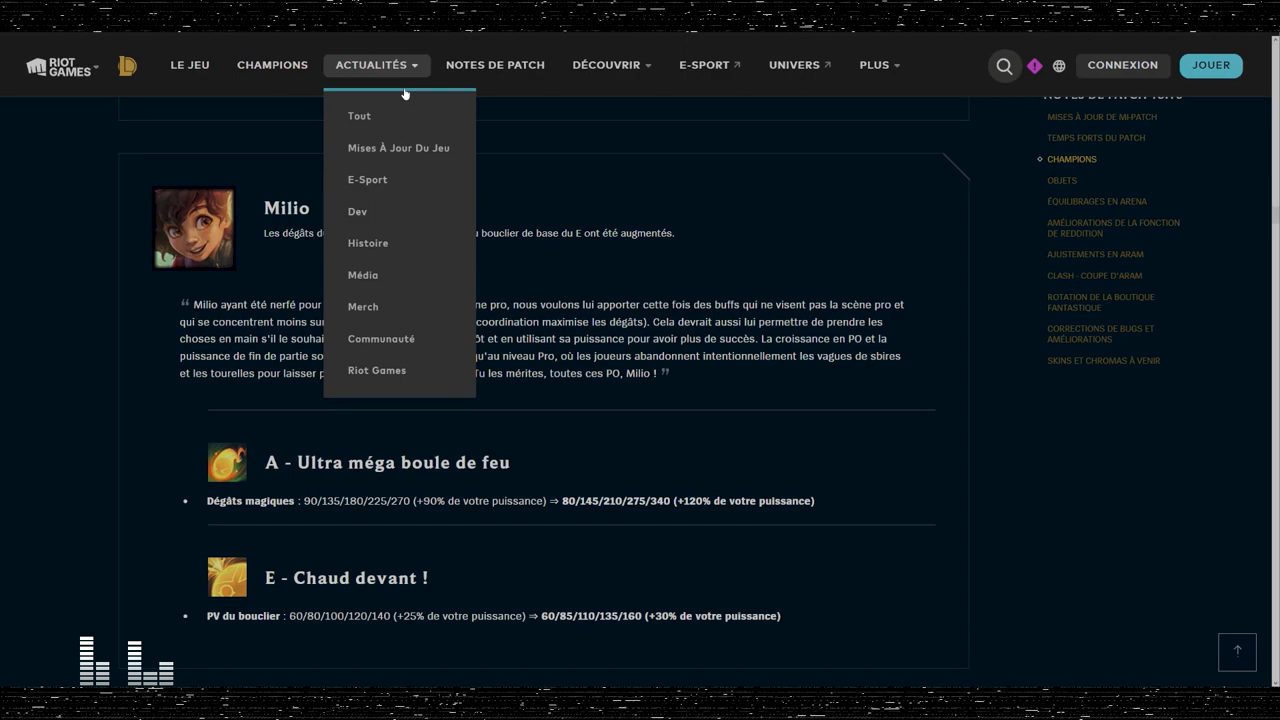 RIOT GAMES
LE JEU CHAMPIONS ACTUALITÉS NOTES DE PATCH DÉCOUVRIR E-SPORT UNIVERS PLUS CONNEXION JOUER
Tout
Mises À Jour Du Jeu
E-Sport
Dev
Histoire
Média
Merch
Communauté
Riot Games
MISES À JOUR DE MI-PATCH
TEMPS FORTS DU PATCH
CHAMPIONS
OBJETS
ÉQUILIBRAGES EN ARENA
AMÉLIORATIONS DE LA FONCTION
DE REDDITION
AJUSTEMENTS EN ARAM
CLASH - COUPE D'ARAM
ROTATION DE LA BOUTIQUE
FANTASTIQUE
CORRECTIONS DE BUGS ET
AMÉLIORATIONS
SKINS ET CHROMAS À VENIR
Milio
Les dégâts bouclier de base du E ont été augmentés.
“ Milio ayant été nerfé pour pro, nous voulons lui apporter cette fois des buffs qui ne visent pas la scène pro et
qui se concentrent moins coordination maximise les dégâts). Cela devrait aussi lui permettre de prendre les
choses en main s'il le et en utilisant sa puissance pour avoir plus de succès. La croissance en PO et la
puissance de fin de partie niveau Pro, où les joueurs abandonnent intentionnellement les vagues de sbires
et les tourelles pour laisser Tu les mérites, toutes ces PO, Milio ! ”
A - Ultra méga boule de feu
• Dégâts magiques : 90/135/180/225/270 (+90% de votre puissance) ⇒ 80/145/210/275/340 (+120% de votre puissance)
E - Chaud devant !
• PV du bouclier : 60/80/100/120/140 (+25% de votre puissance) ⇒ 60/85/110/135/160 (+30% de votre puissance)